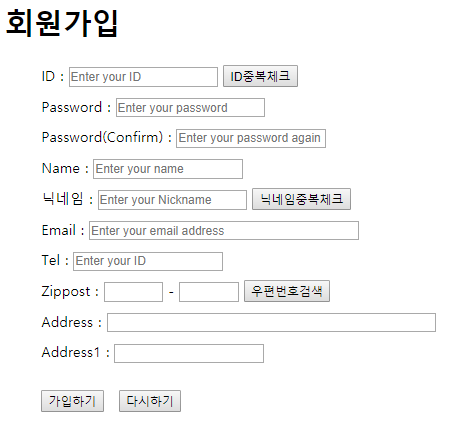 회원가입
ID : Enter your ID ID중복체크
Password : Enter your password
Password(Confirm) : Enter your password again
Name : Enter your name
닉네임 : Enter your Nickname 닉네임중복체크
Email : Enter your email address
Tel : Enter your ID
Zippost : - 우편번호검색
Address :
Address1 :
가입하기 다시하기